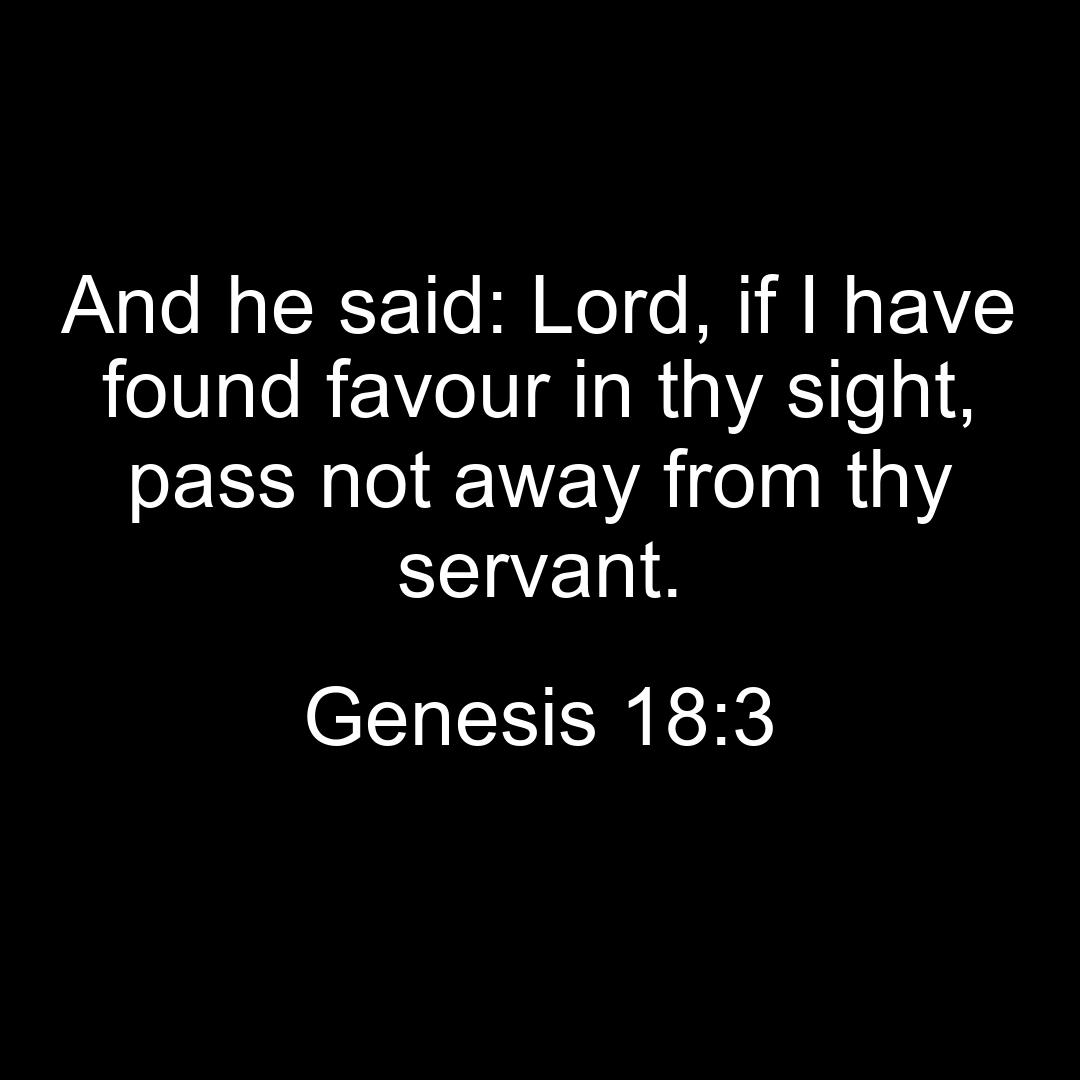 And he said: Lord, if I have
found favour in thy sight,
pass not away from thy
servant.
Genesis 18:3